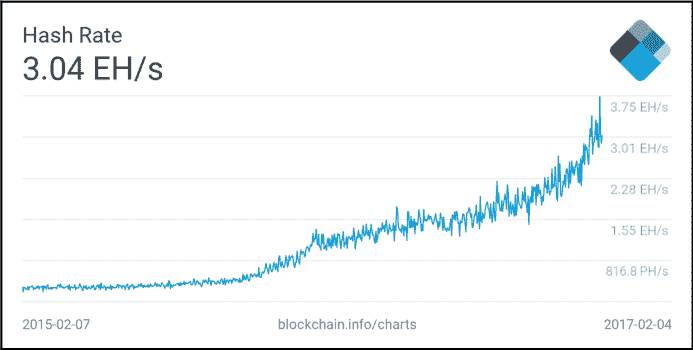 Hash Rate
3.04 EH/s
3.75 EH/s
3.01 EH/s
2.28 EH/s
1.55 EH/s
816.8 PH/s
2015-02-07 blockchain.info/charts 2017-02-04